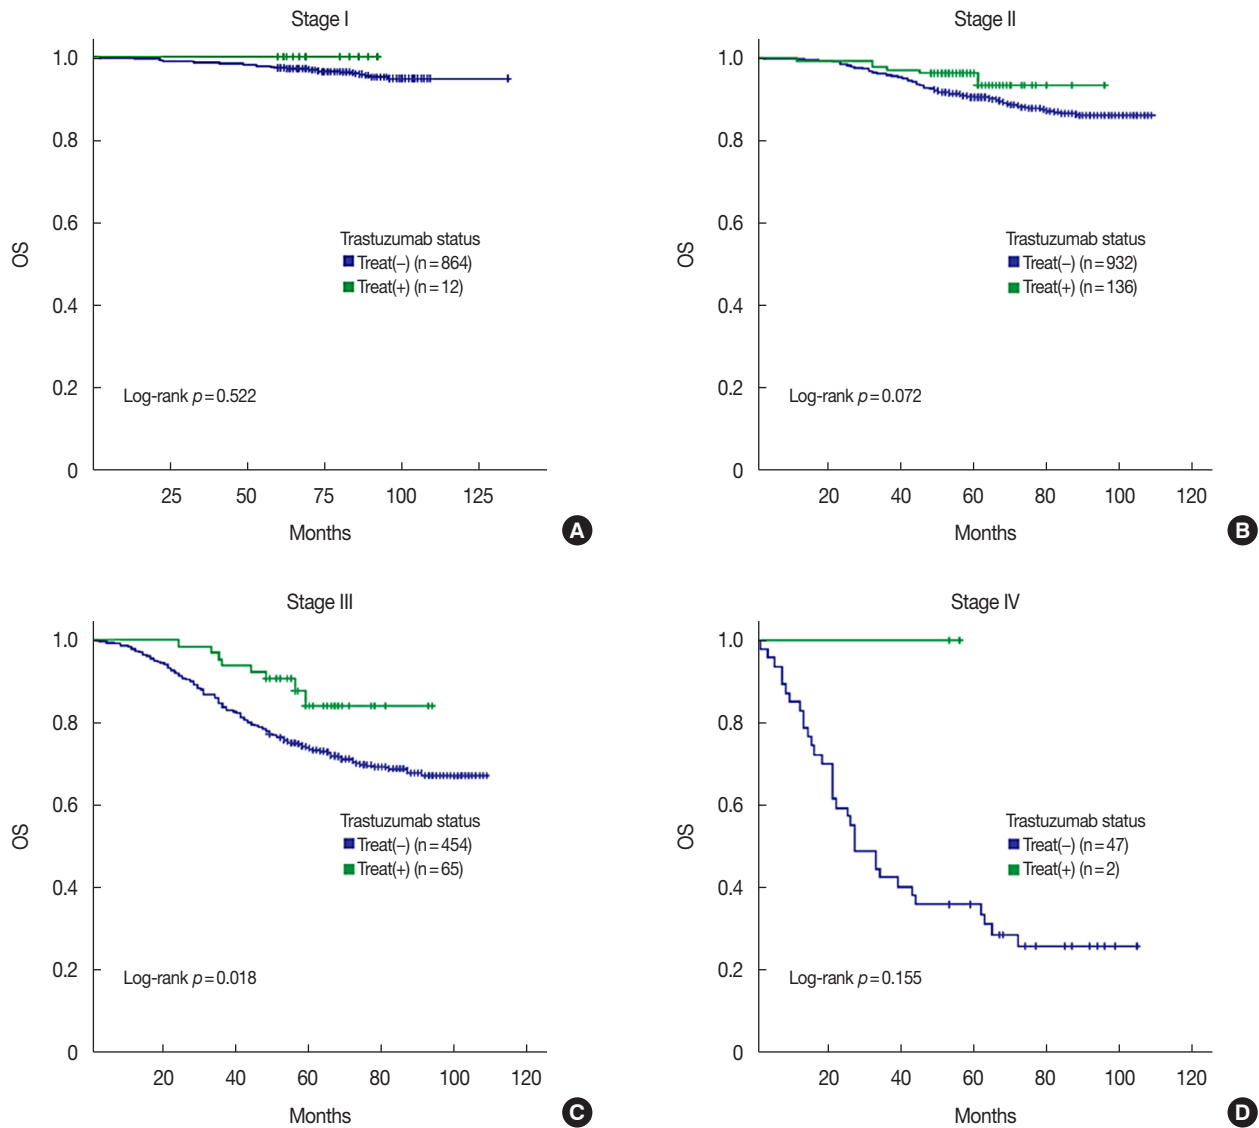 Stage I
1.0
0.8
0.6
0.4
0.2
0
OS
Trastuzumab status
Treat(–) (n=864)
Treat(+) (n=12)
Log-rank p=0.522
25 50 75 100 125
Months
A
Stage II
1.0
0.8
0.6
0.4
0.2
0
OS
Trastuzumab status
Treat(–) (n=932)
Treat(+) (n=136)
Log-rank p=0.072
20 40 60 80 100 120
Months
B
Stage III
1.0
0.8
0.6
0.4
0.2
0
OS
Trastuzumab status
Treat(–) (n=454)
Treat(+) (n=65)
Log-rank p=0.018
20 40 60 80 100 120
Months
C
Stage IV
1.0
0.8
0.6
0.4
0.2
0
OS
Trastuzumab status
Treat(–) (n=47)
Treat(+) (n=2)
Log-rank p=0.155
20 40 60 80 100 120
Months
D